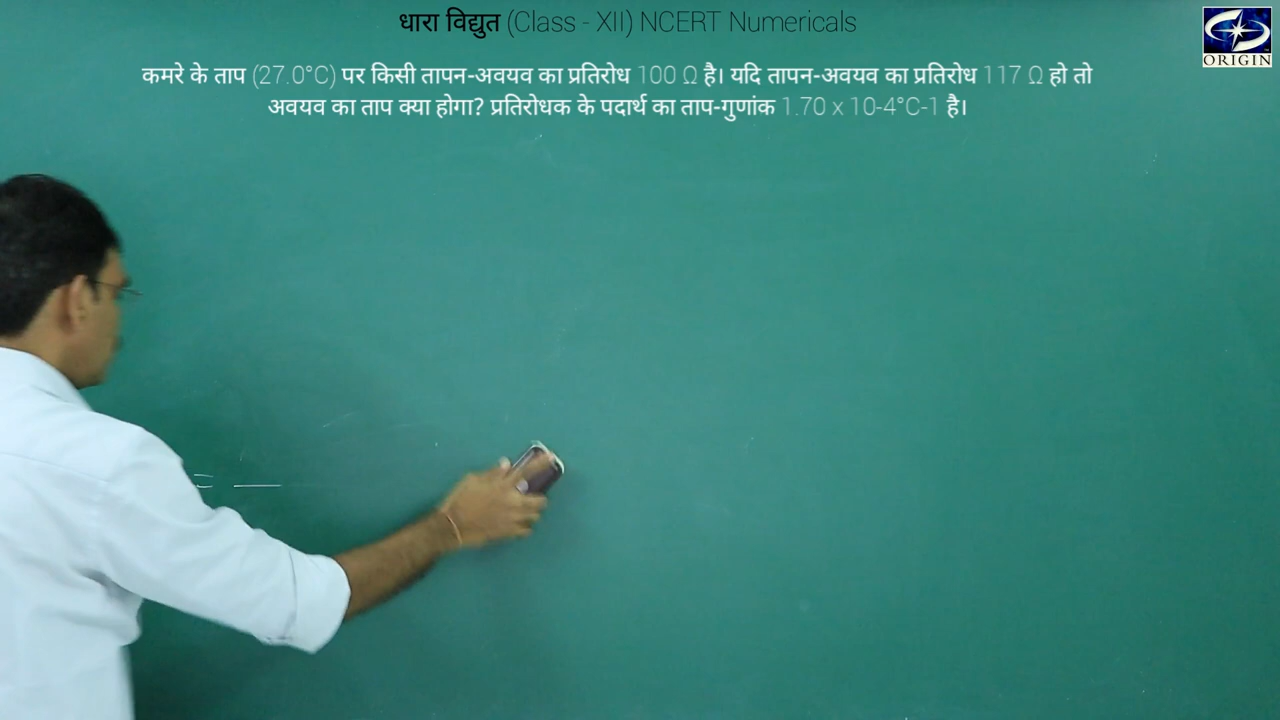 धारा विद्युत (Class - XII) NCERT Numericals
ORIGIN
कमरे के ताप (27.0°C) पर किसी तापन-अवयव का प्रतिरोध 100 Ω है। यदि तापन-अवयव का प्रतिरोध 117 Ω हो तो
अवयव का ताप क्या होगा? प्रतिरोधक के पदार्थ का ताप-गुणांक 1.70 x 10-4°C-1 है।
= —